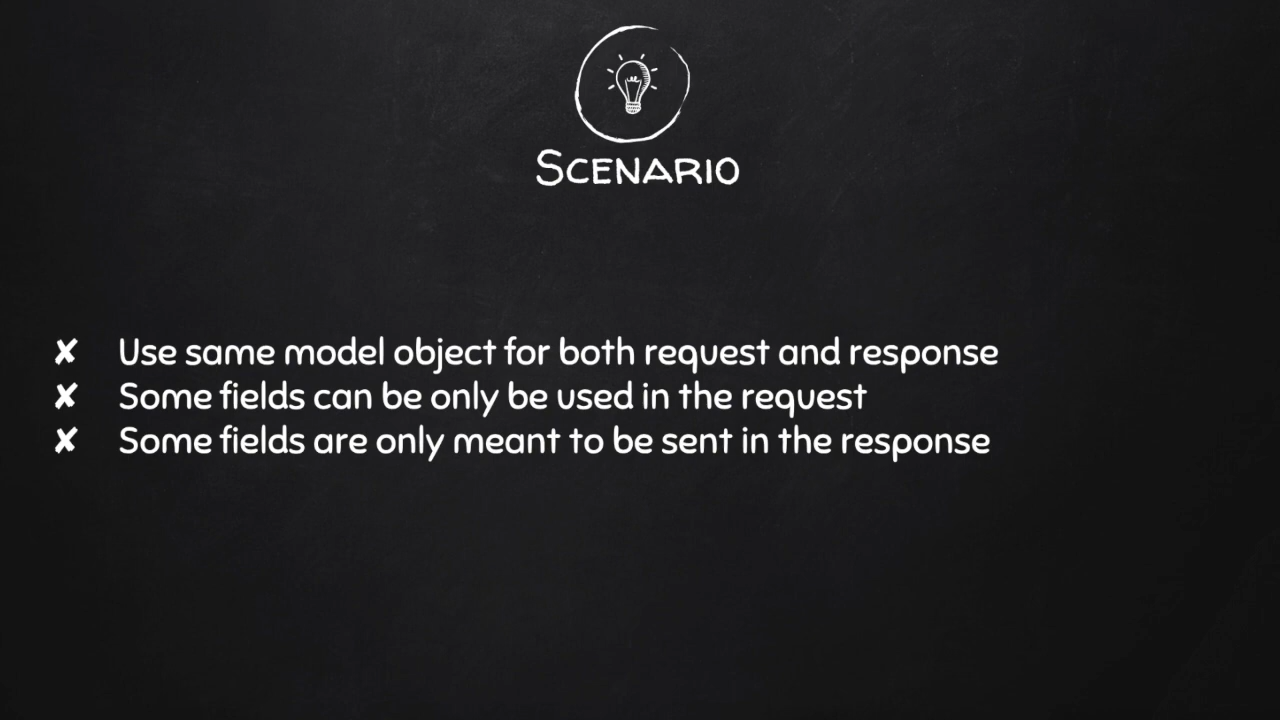 Scenario
✘ Use same model object for both request and response
✘ Some fields can be only be used in the request
✘ Some fields are only meant to be sent in the response